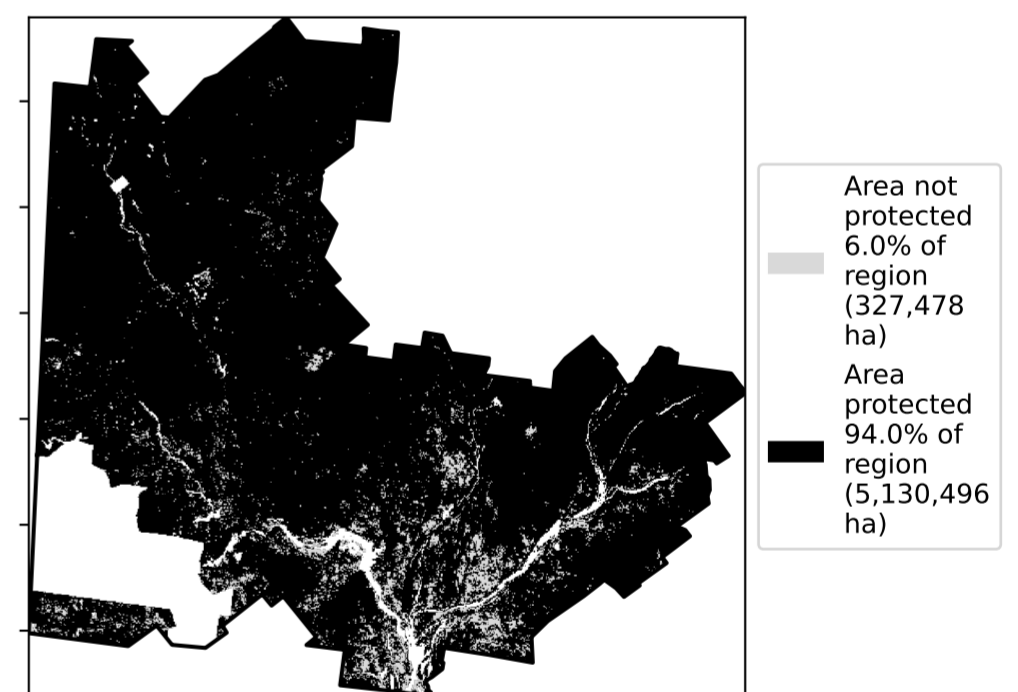 Area not
protected
6.0% of
region
(327,478
ha)
Area
protected
94.0% of
region
(5,130,496
ha)